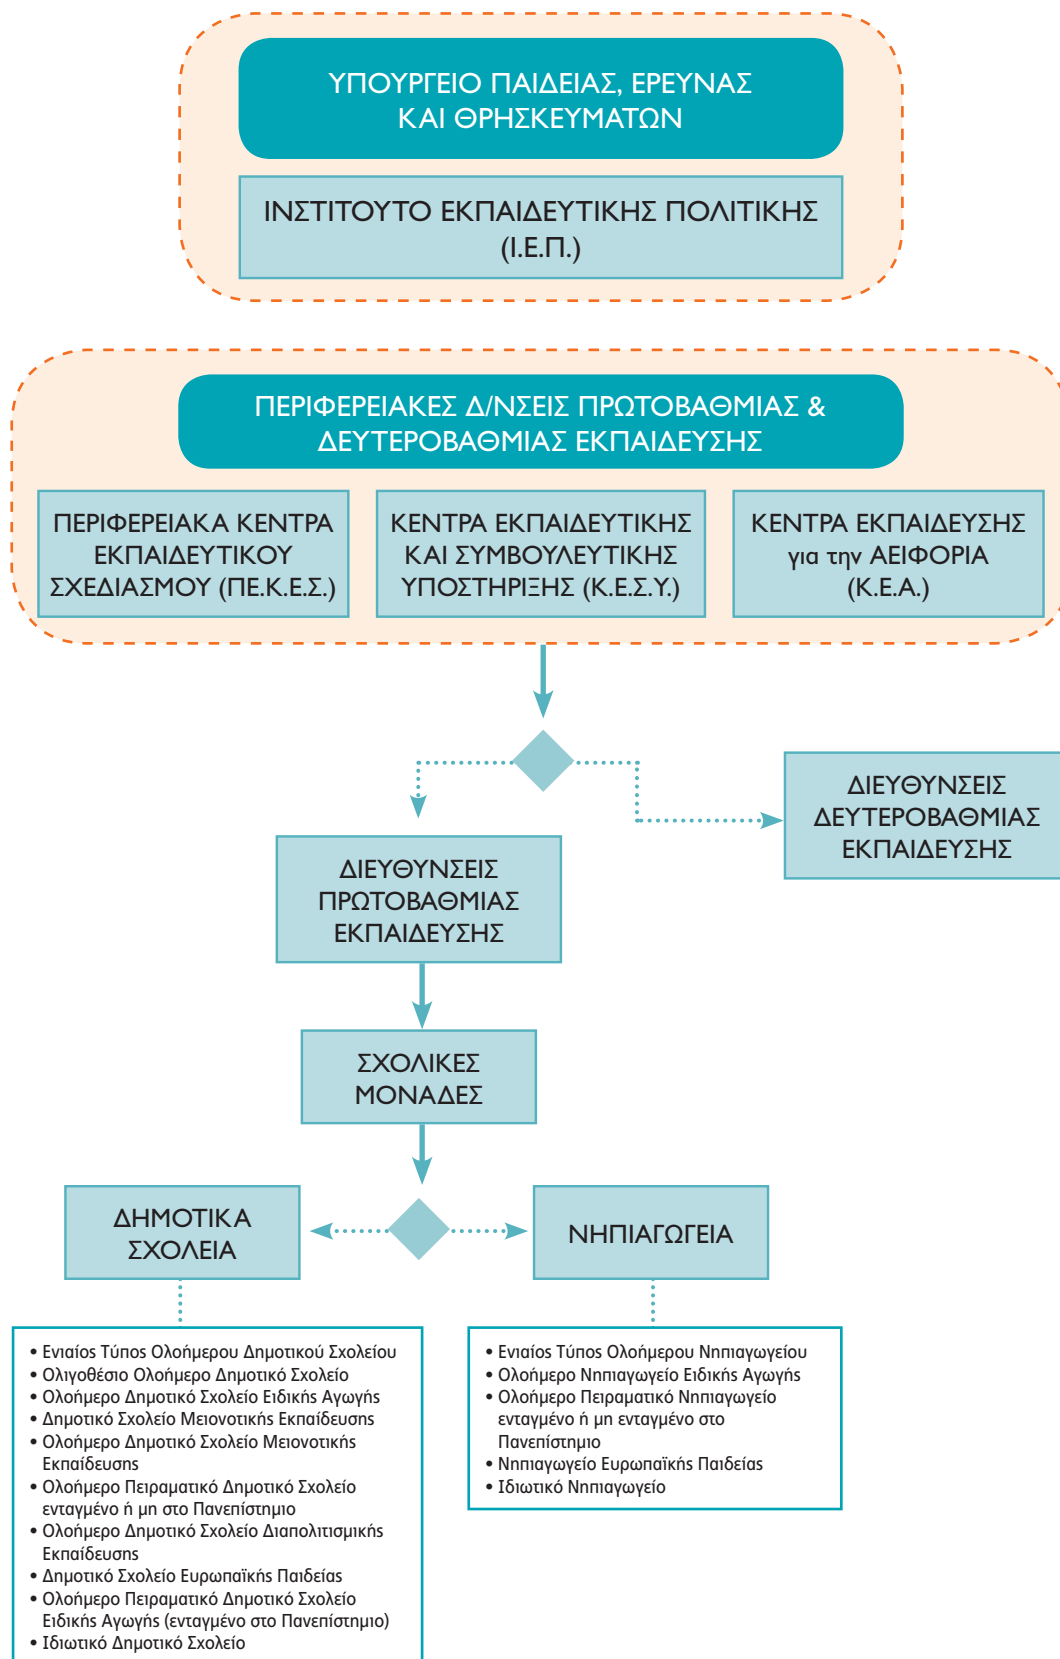 ΥΠΟΥΡΓΕΙΟ ΠΑΙΔΕΙΑΣ, ΕΡΕΥΝΑΣ
ΚΑΙ ΘΡΗΣΚΕΥΜΑΤΩΝ
ΙΝΣΤΙΤΟΥΤΟ ΕΚΠΑΙΔΕΥΤΙΚΗΣ ΠΟΛΙΤΙΚΗΣ
(Ι.Ε.Π.)
ΠΕΡΙΦΕΡΕΙΑΚΕΣ Δ/ΝΣΕΙΣ ΠΡΩΤΟΒΑΘΜΙΑΣ &
ΔΕΥΤΕΡΟΒΑΘΜΙΑΣ ΕΚΠΑΙΔΕΥΣΗΣ
ΠΕΡΙΦΕΡΕΙΑΚΑ ΚΕΝΤΡΑ
ΕΚΠΑΙΔΕΥΤΙΚΟΥ
ΣΧΕΔΙΑΣΜΟΥ (ΠΕ.Κ.Ε.Σ.)
ΚΕΝΤΡΑ ΕΚΠΑΙΔΕΥΤΙΚΗΣ
ΚΑΙ ΣΥΜΒΟΥΛΕΥΤΙΚΗΣ
ΥΠΟΣΤΗΡΙΞΗΣ (Κ.Ε.Σ.Υ.)
ΚΕΝΤΡΑ ΕΚΠΑΙΔΕΥΣΗΣ
για την ΑΕΙΦΟΡΙΑ
(Κ.Ε.Α.)
ΔΙΕΥΘΥΝΣΕΙΣ
ΔΕΥΤΕΡΟΒΑΘΜΙΑΣ
ΕΚΠΑΙΔΕΥΣΗΣ
ΔΙΕΥΘΥΝΣΕΙΣ
ΠΡΩΤΟΒΑΘΜΙΑΣ
ΕΚΠΑΙΔΕΥΣΗΣ
ΣΧΟΛΙΚΕΣ
ΜΟΝΑΔΕΣ
ΔΗΜΟΤΙΚΑ
ΣΧΟΛΕΙΑ
ΝΗΠΙΑΓΩΓΕΙΑ
• Ενιαίος Τύπος Ολοήμερου Δημοτικού Σχολείου
• Ολιγοθέσιο Ολοήμερο Δημοτικό Σχολείο
• Ολοήμερο Δημοτικό Σχολείο Ειδικής Αγωγής
• Δημοτικό Σχολείο Μειονοτικής Εκπαίδευσης
• Ολοήμερο Δημοτικό Σχολείο Μειονοτικής
Εκπαίδευσης
• Ολοήμερο Πειραματικό Δημοτικό Σχολείο
ενταγμένο ή μη στο Πανεπιστήμιο
• Ολοήμερο Δημοτικό Σχολείο Διαπολιτισμικής
Εκπαίδευσης
• Δημοτικό Σχολείο Ευρωπαϊκής Παιδείας
• Ολοήμερο Πειραματικό Δημοτικό Σχολείο
Ειδικής Αγωγής (ενταγμένο στο Πανεπιστήμιο)
• Ιδιωτικό Δημοτικό Σχολείο
• Ενιαίος Τύπος Ολοήμερου Νηπιαγωγείου
• Ολοήμερο Νηπιαγωγείο Ειδικής Αγωγής
• Ολοήμερο Πειραματικό Νηπιαγωγείο
ενταγμένο ή μη ενταγμένο στο
Πανεπιστήμιο
• Νηπιαγωγείο Ευρωπαϊκής Παιδείας
• Ιδιωτικό Νηπιαγωγείο